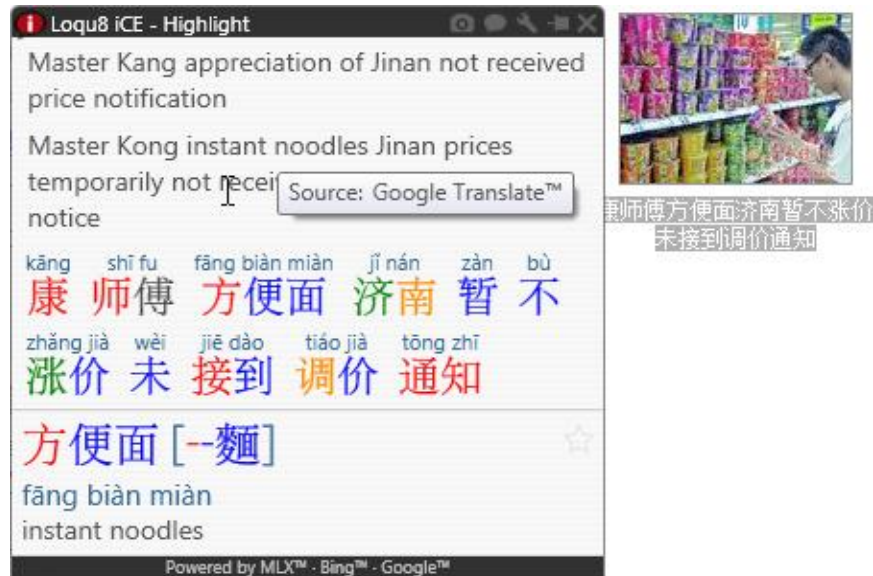 Loqu8 iCE - Highlight
Master Kang appreciation of Jinan not received
price notification
Master Kong instant noodles Jinan prices
temporarily not recei
notice
Source: Google Translate™
kāng shī fu fāng biàn miàn jǐ nán zàn bù
康 师傅 方便面 济南 暂 不
zhǎng jià wèi jiē dào tiáo jià tōng zhī
涨价 未 接到 调价 通知
方便面 [--麵]
fāng biàn miàn
instant noodles
Powered by MLX™ · Bing™ · Google™
康师傅方便面济南暂不涨价
未接到调价通知